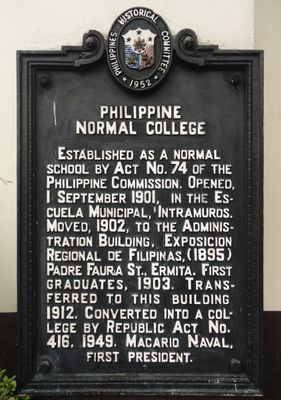 PHILIPPINE HISTORICAL COMMITTEE
★ 1952 ★
PHILIPPINE
NORMAL COLLEGE
ESTABLISHED AS A NORMAL
SCHOOL BY ACT NO. 74 OF THE
PHILIPPINE COMMISSION. OPENED,
1 SEPTEMBER 1901, IN THE ES-
CUELA MUNICIPAL, INTRAMUROS.
MOVED, 1902, TO THE ADMINIS-
TRATION BUILDING, EXPOSICION
REGIONAL DE FILIPINAS, (1895)
PADRE FAURA ST., ERMITA. FIRST
GRADUATES, 1903. TRANS-
FERRED TO THIS BUILDING
1912. CONVERTED INTO A COL-
LEGE BY REPUBLIC ACT NO.
416, 1949. MACARIO NAVAL,
FIRST PRESIDENT.